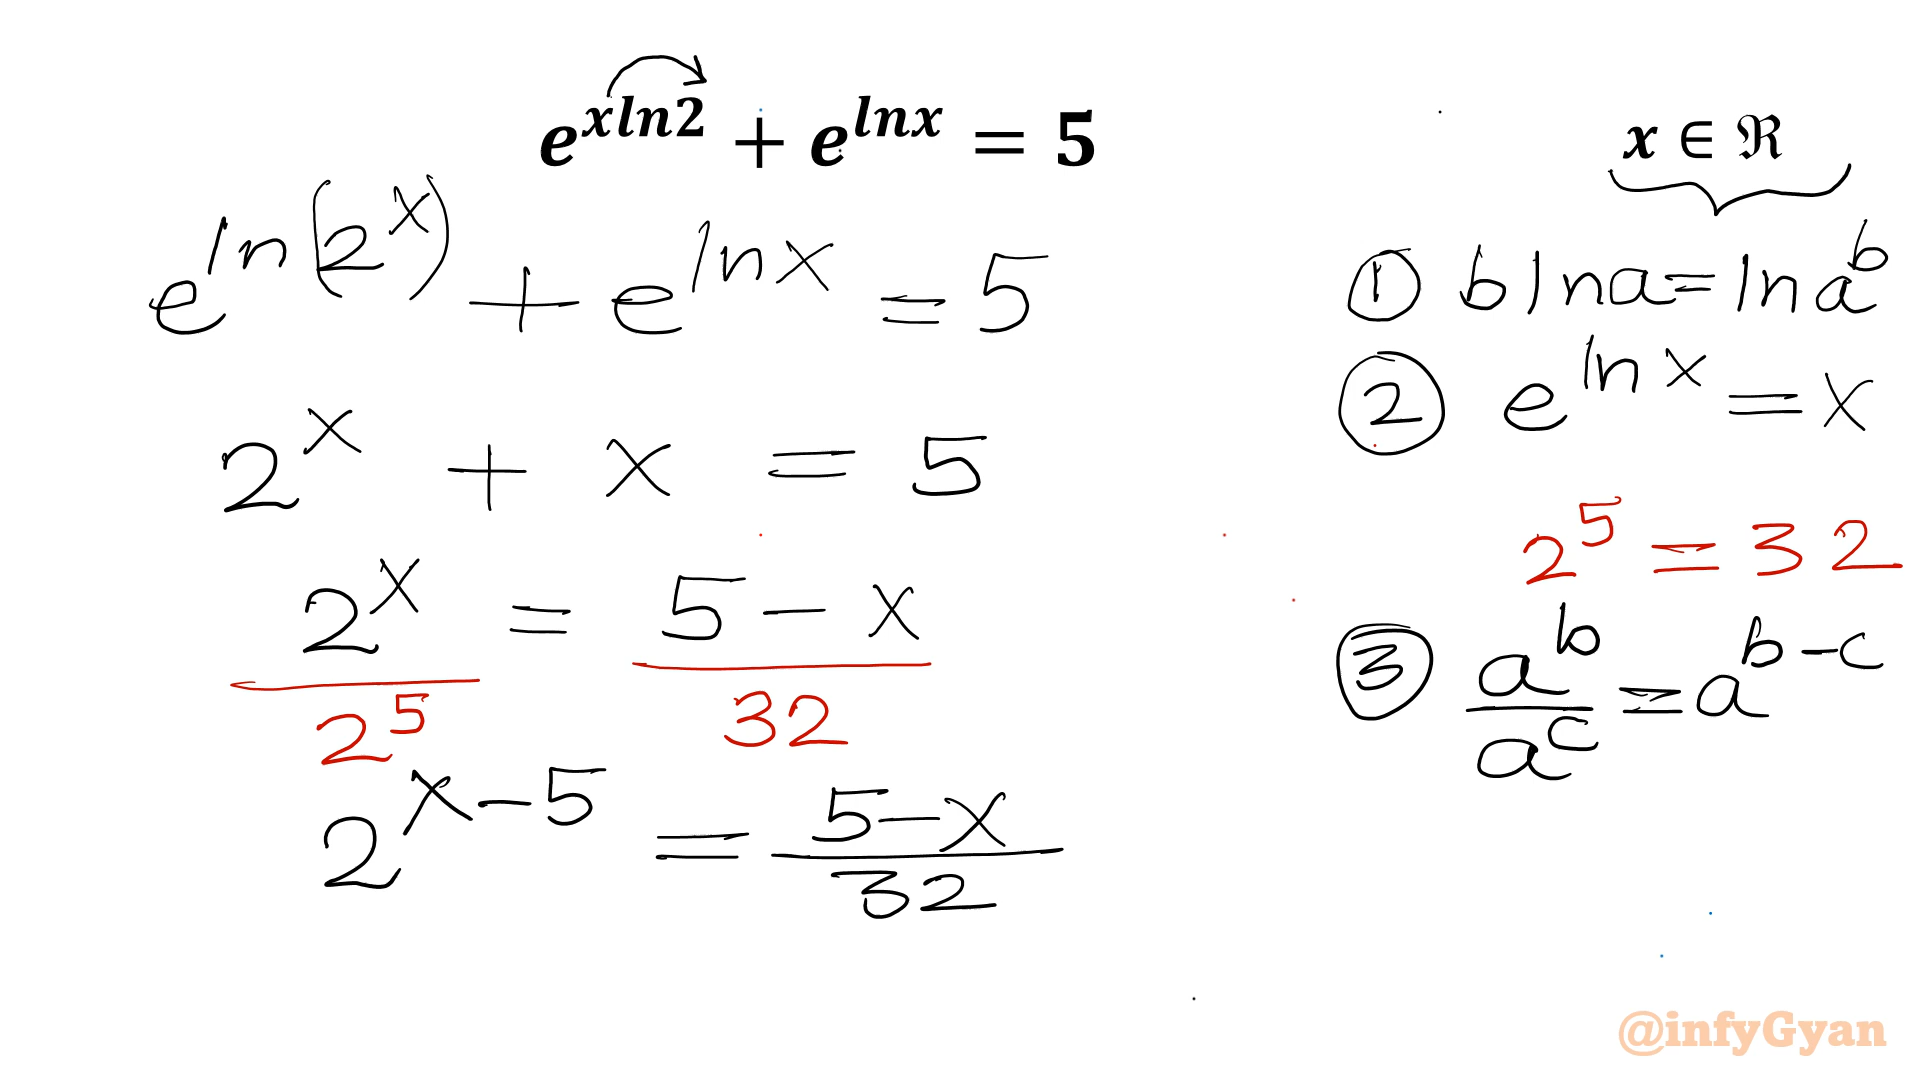 e^{xln2} + e^{lnx} = 5
x ∈ ℜ
e^{ln(2^x)} + e^{lnx} = 5
① b ln a = ln a^b
② e^{ln x} = x
2^x + x = 5
2^5 = 32
2^x / 2^5 = 5 - x / 32
③ a^b / a^c = a^{b-c}
2^{x-5} = 5-x / 32
@infyGyan